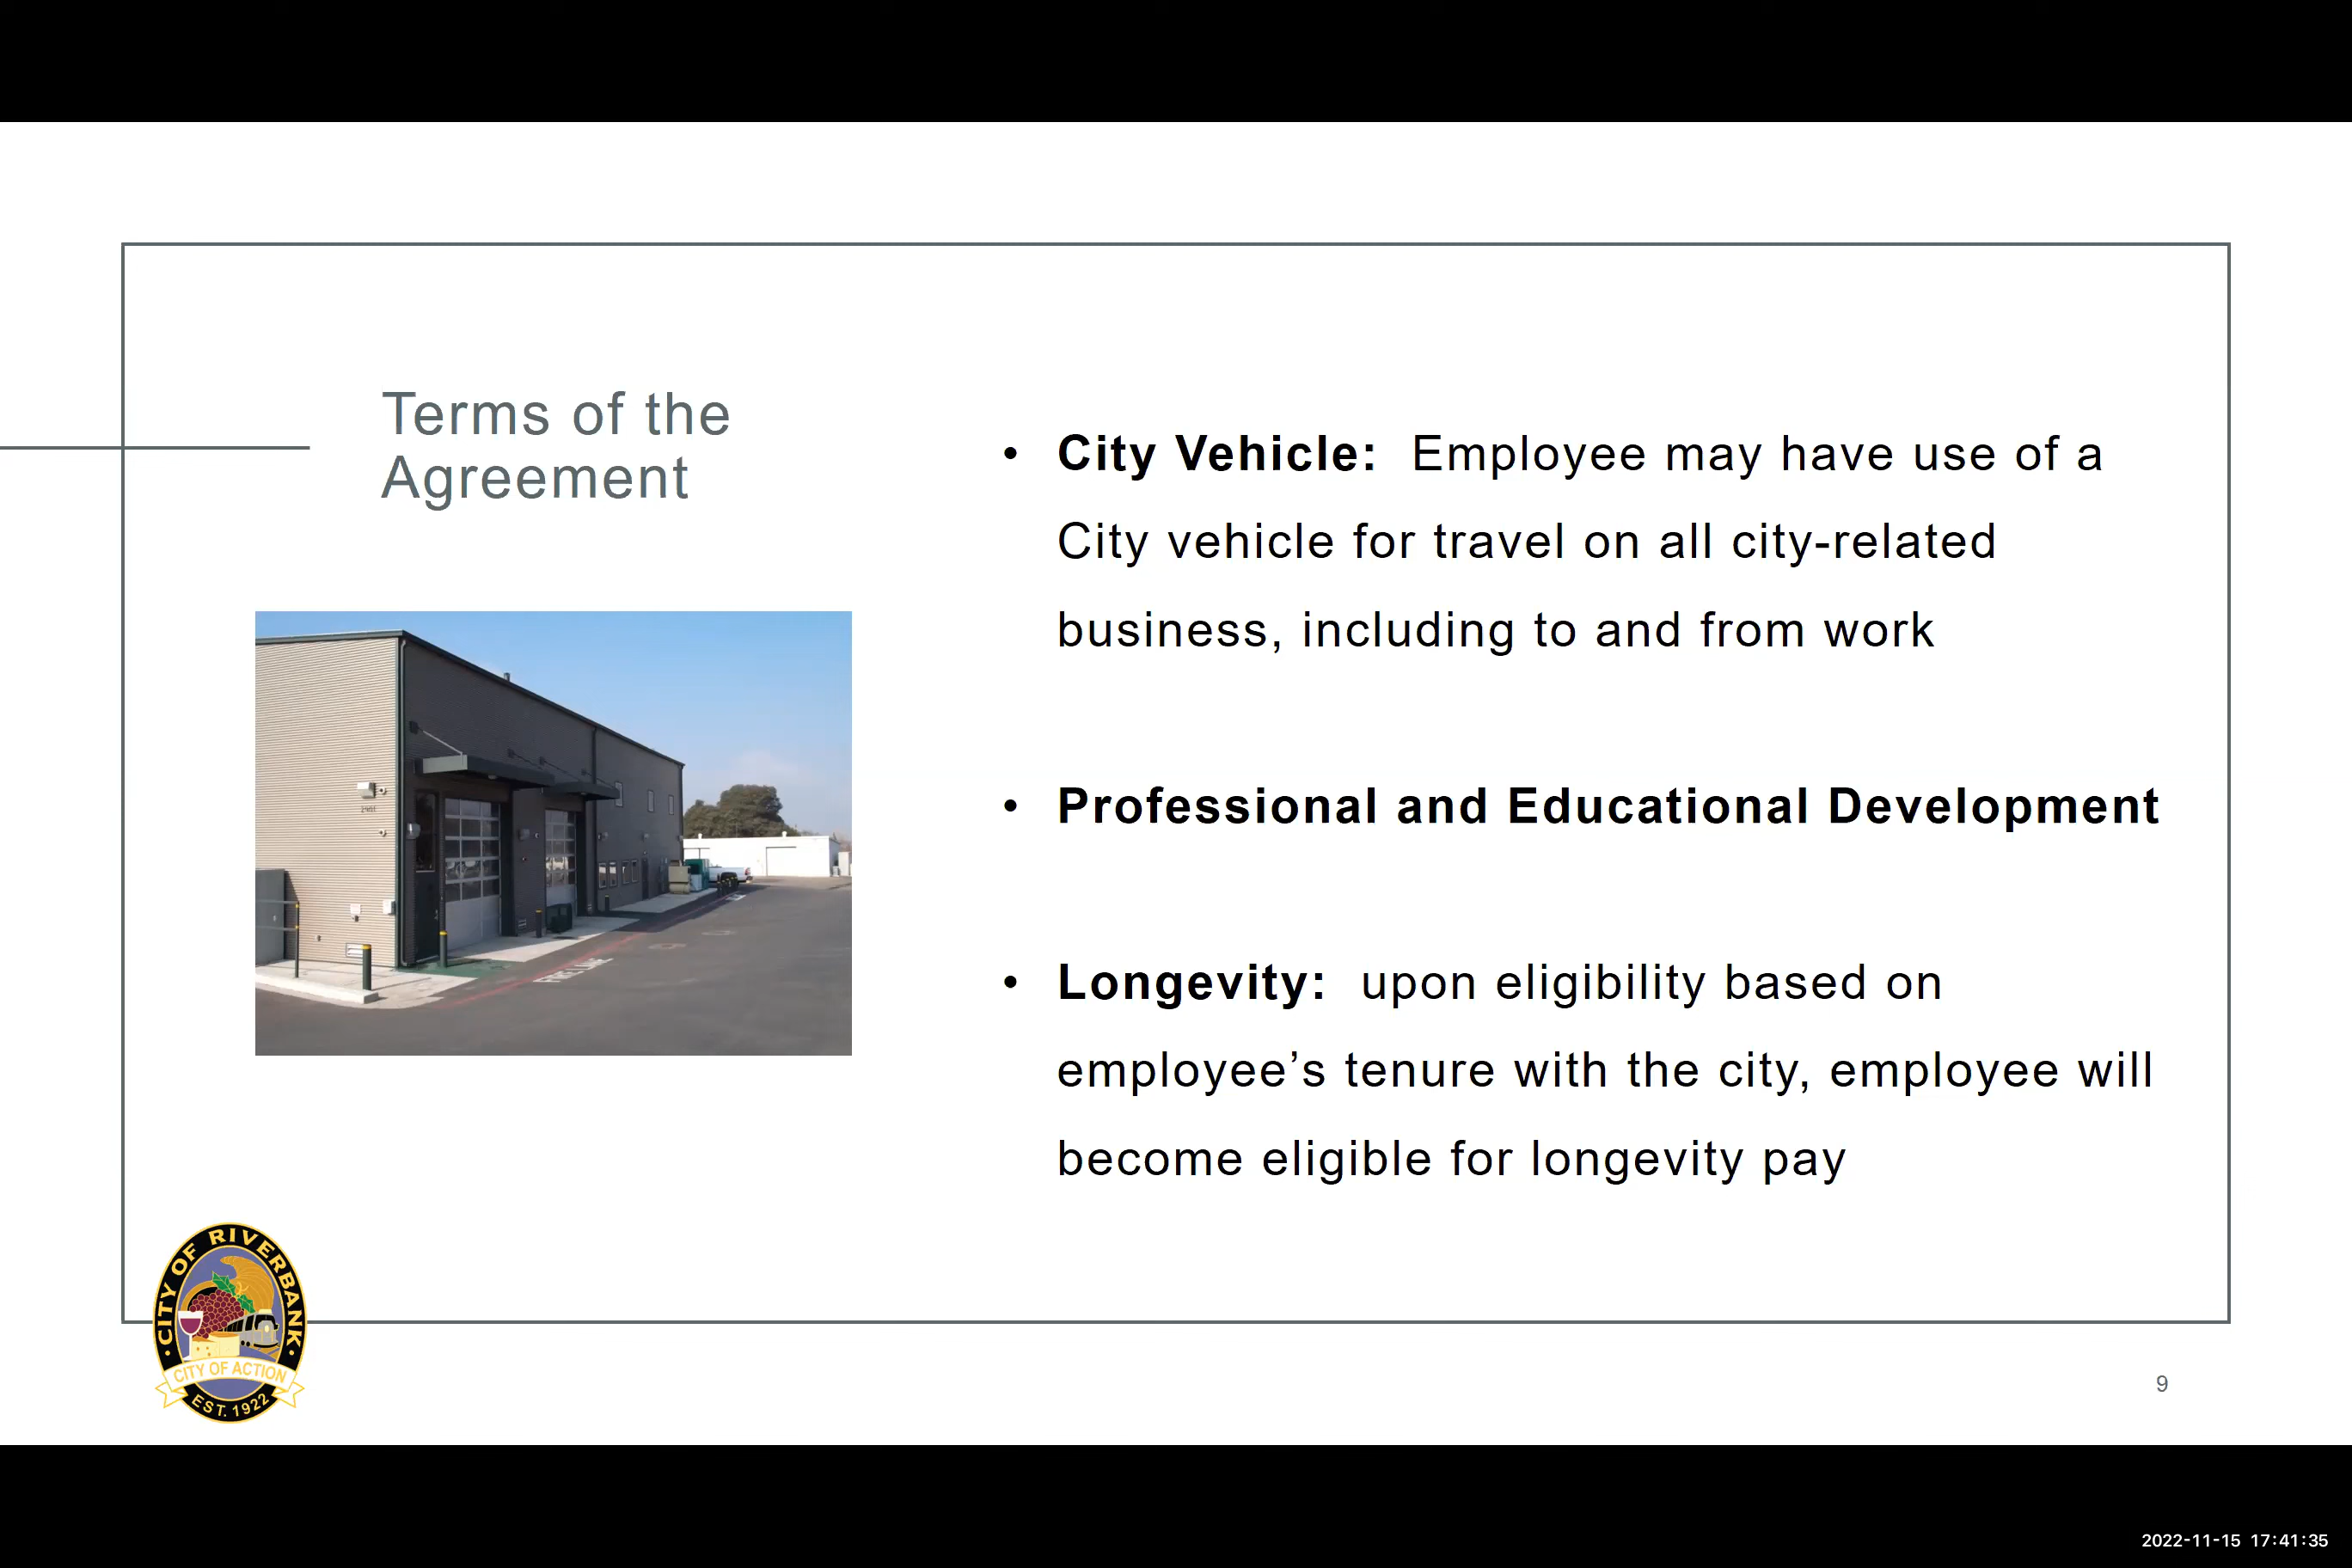 Terms of the
Agreement
• City Vehicle: Employee may have use of a
City vehicle for travel on all city-related
business, including to and from work
• Professional and Educational Development
• Longevity: upon eligibility based on
employee’s tenure with the city, employee will
become eligible for longevity pay
FIRE LANE
CITY OF RIVERBANK
CITY OF ACTION
EST. 1922
9
2022-11-15 17:41:35